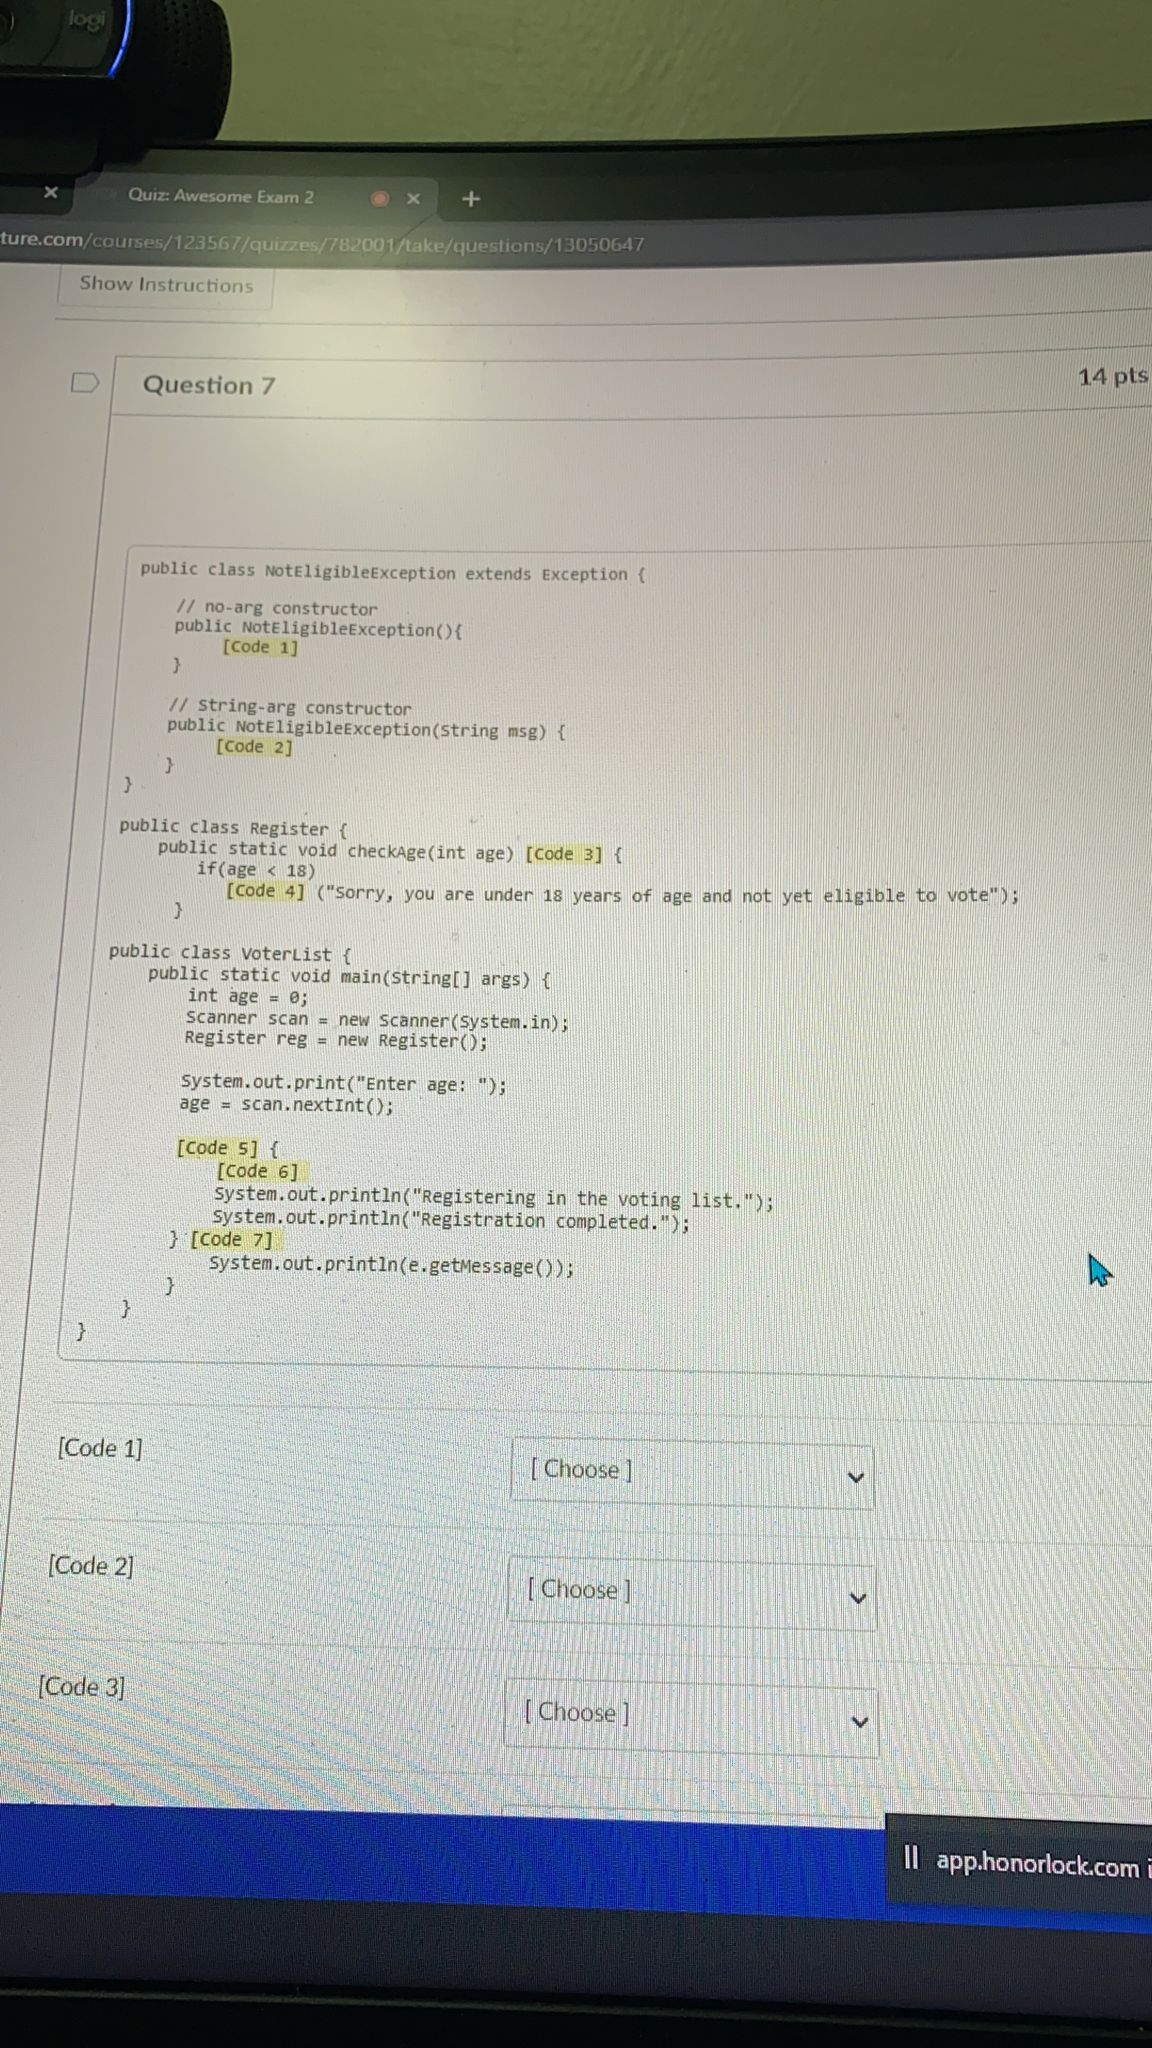 logi
Quiz: Awesome Exam 2
ture.com/courses/123567/quizzes/782001/take/questions/13050647
Show Instructions
Question 7
14 pts
public class NotEligibleException extends Exception {
// no-arg constructor
public NotEligibleException(){
[Code 1]
}
// String-arg constructor
public NotEligibleException(String msg) {
[Code 2]
}
}
public class Register {
public static void checkAge(int age) [Code 3] {
if(age < 18)
[Code 4] ("Sorry, you are under 18 years of age and not yet eligible to vote");
}
public class VoterList {
public static void main(String[] args) {
int age = 0;
Scanner scan = new Scanner(System.in);
Register reg = new Register();
System.out.print("Enter age: ");
age = scan.nextInt();
[Code 5] {
[Code 6]
System.out.println("Registering in the voting list.");
System.out.println("Registration completed.");
} [Code 7]
System.out.println(e.getMessage());
}
}
}
[Code 1]
[ Choose ]
[Code 2]
[ Choose ]
[Code 3]
[ Choose ]
app.honorlock.com